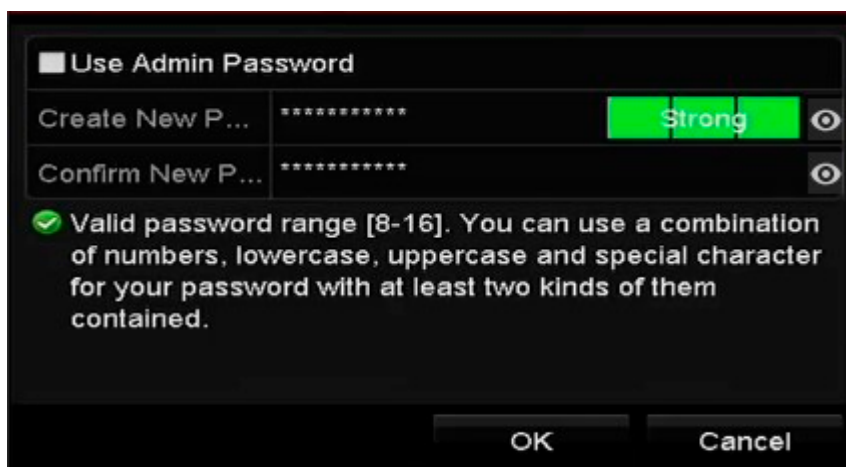 Use Admin Password
Create New P... *********** Strong
Confirm New P... ***********
Valid password range [8-16]. You can use a combination
of numbers, lowercase, uppercase and special character
for your password with at least two kinds of them
contained.
OK Cancel